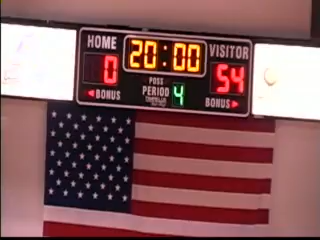 HOME 20:00 VISITOR
0 POSS 54
PERIOD 4
◀BONUS BONUS▶